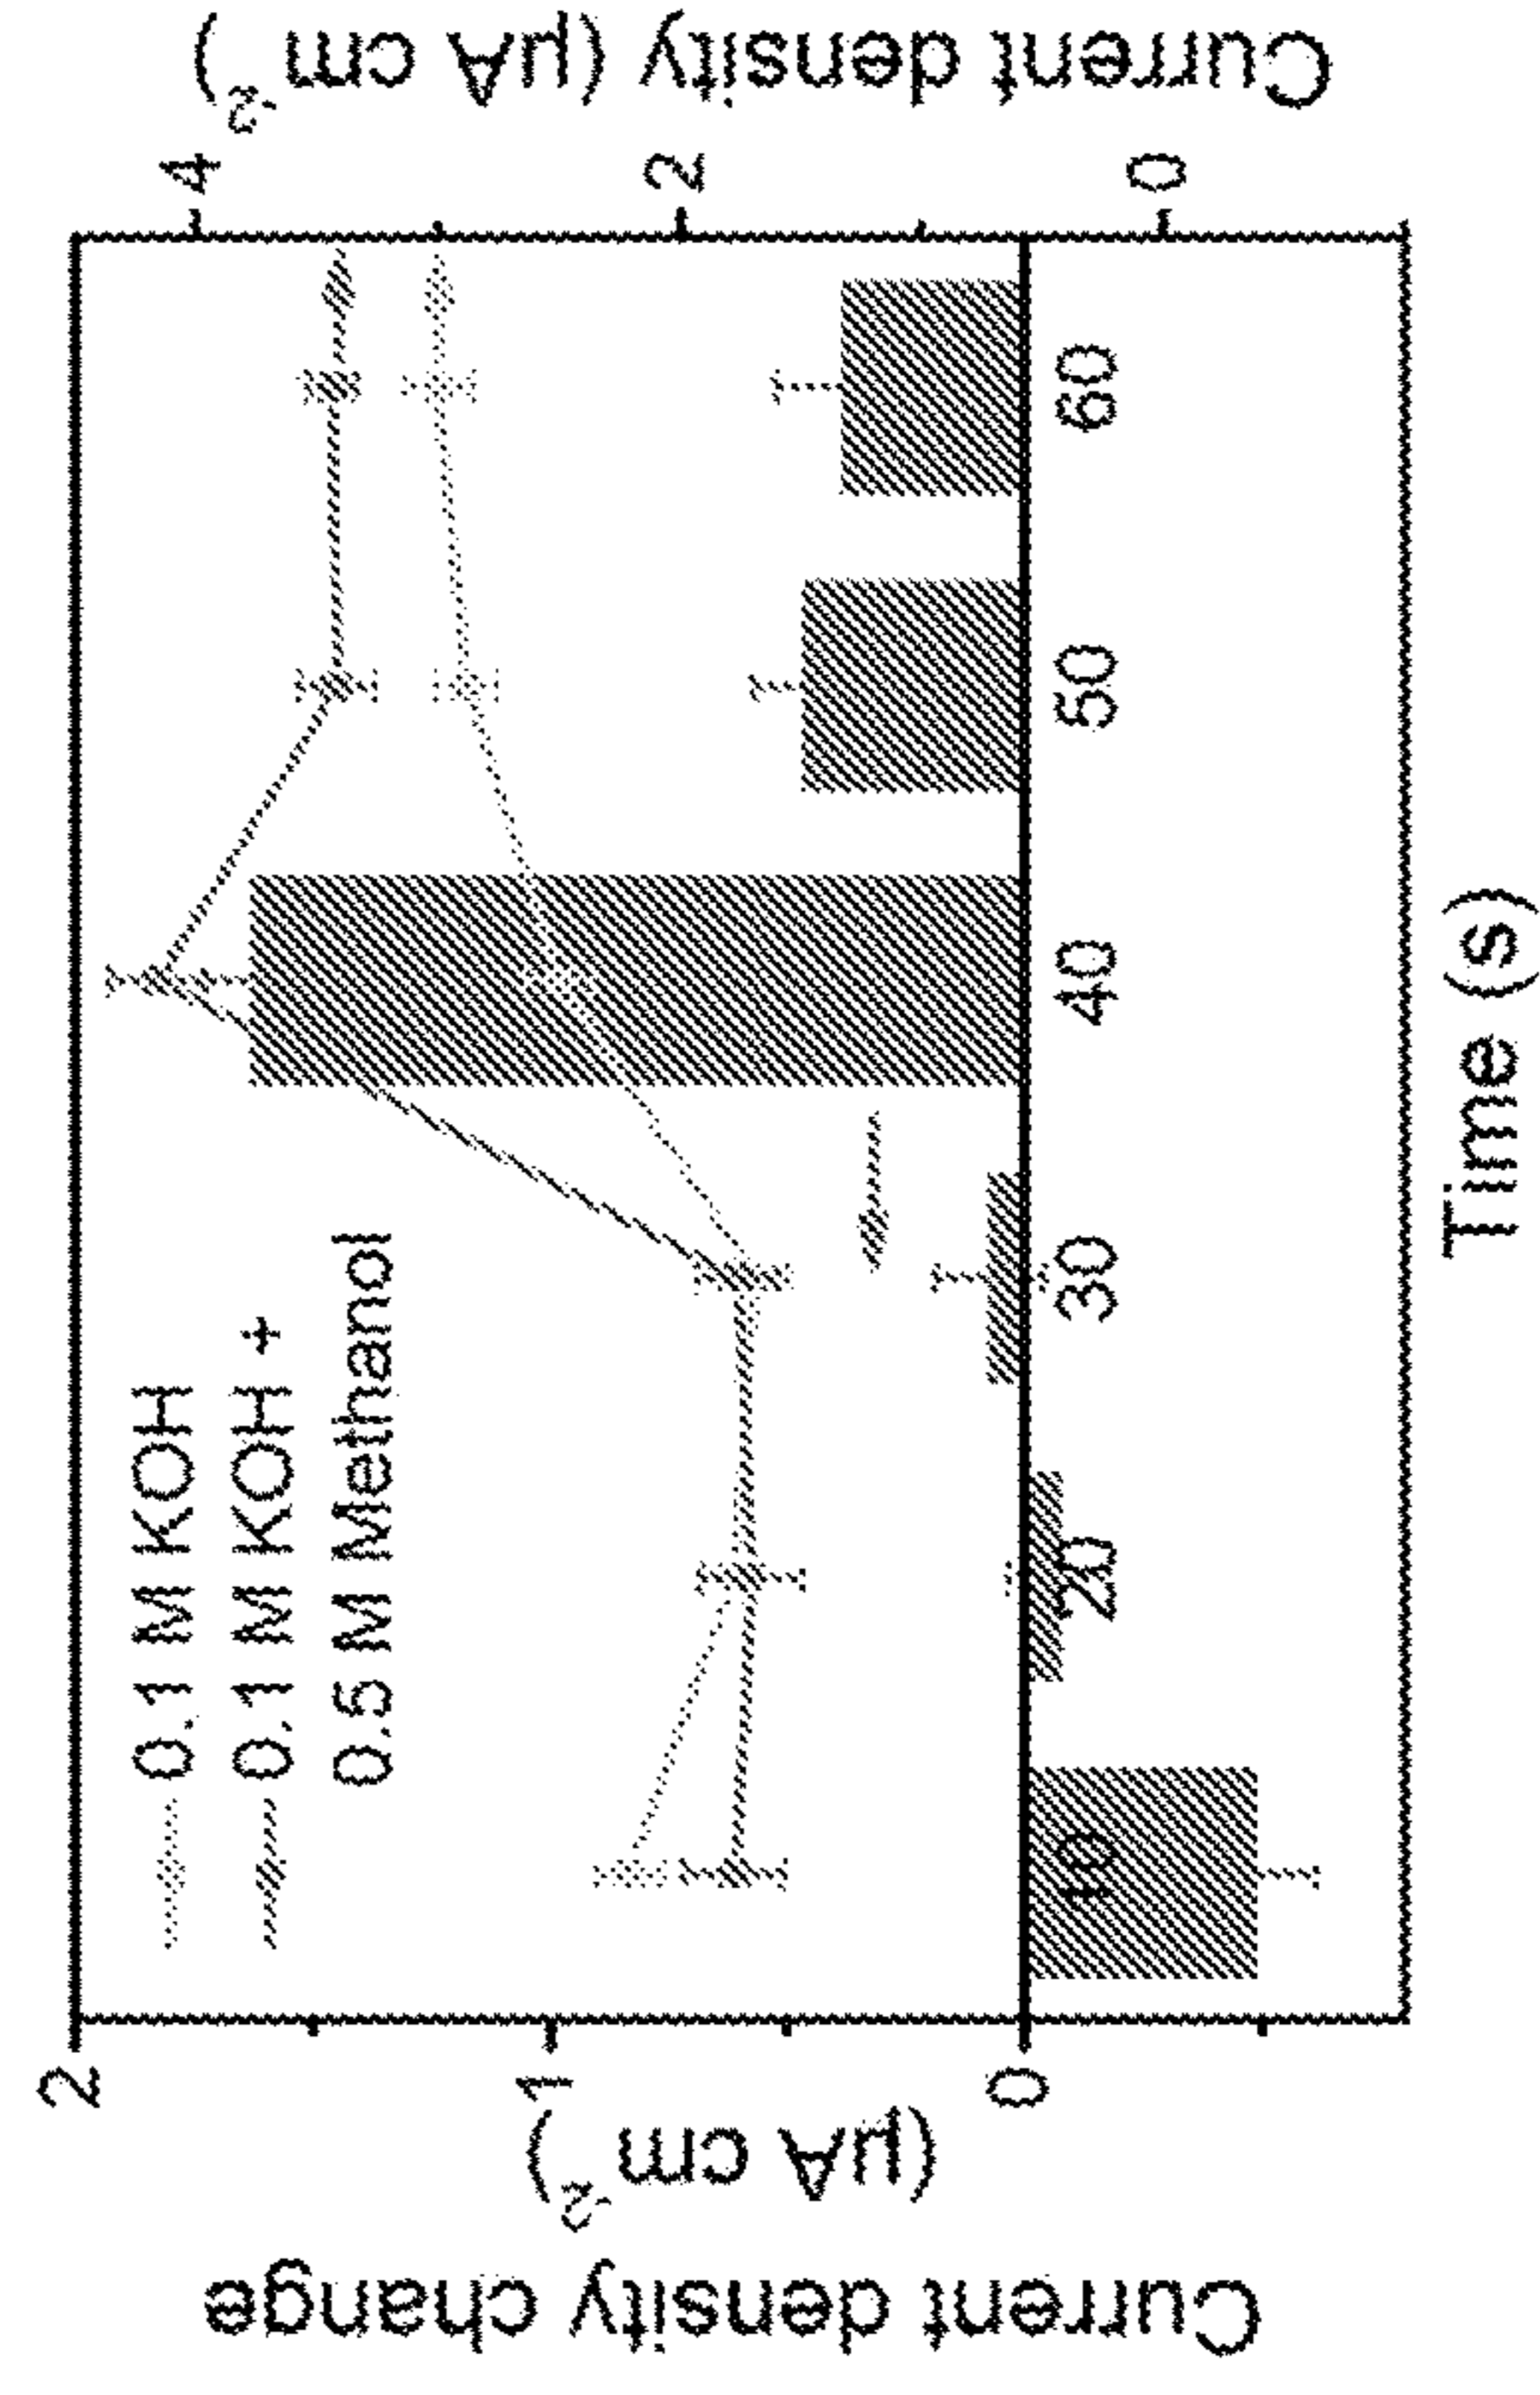 0.1 M KOH
0.1 M KOH +
0.5 M Methanol
Current density change
(µA cm-2)
2
1
0
Current density (µA cm-2)
4
2
0
10 20 30 40 50 60
Time (s)